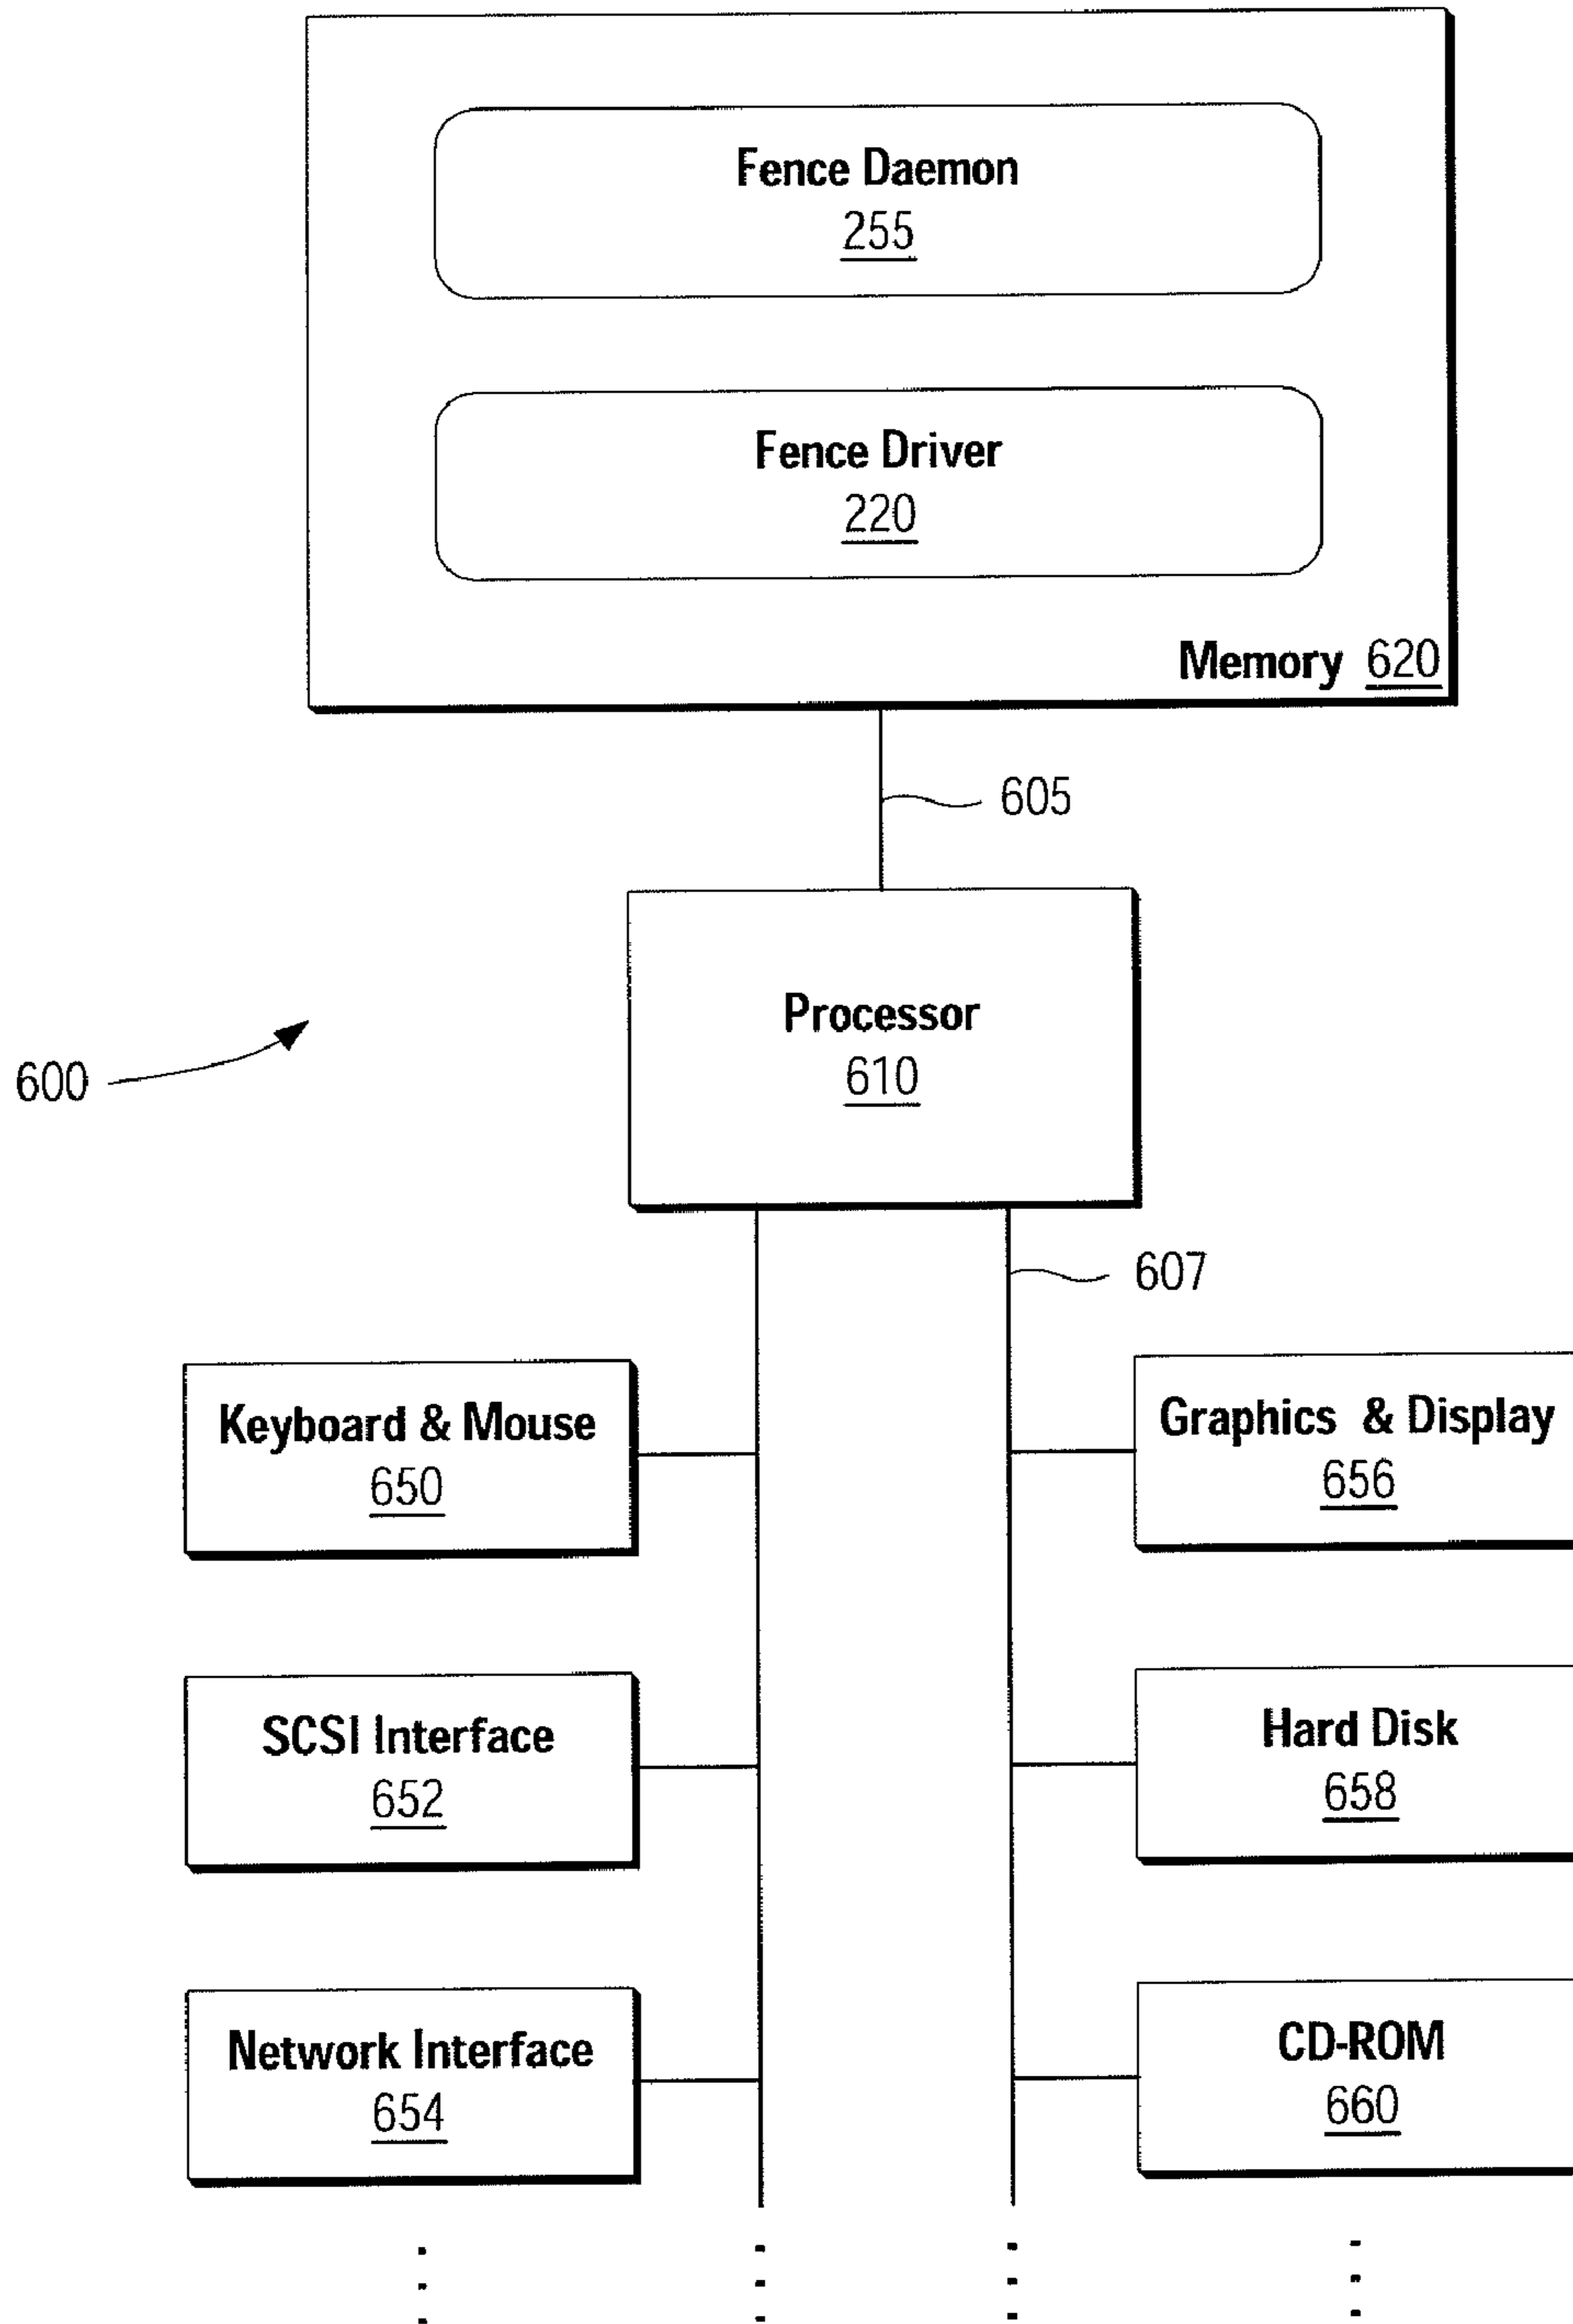 Fence Daemon
255
Fence Driver
220
Memory 620
605
Processor
610
600
607
Keyboard & Mouse
650
Graphics & Display
656
SCSI Interface
652
Hard Disk
658
Network Interface
654
CD-ROM
660